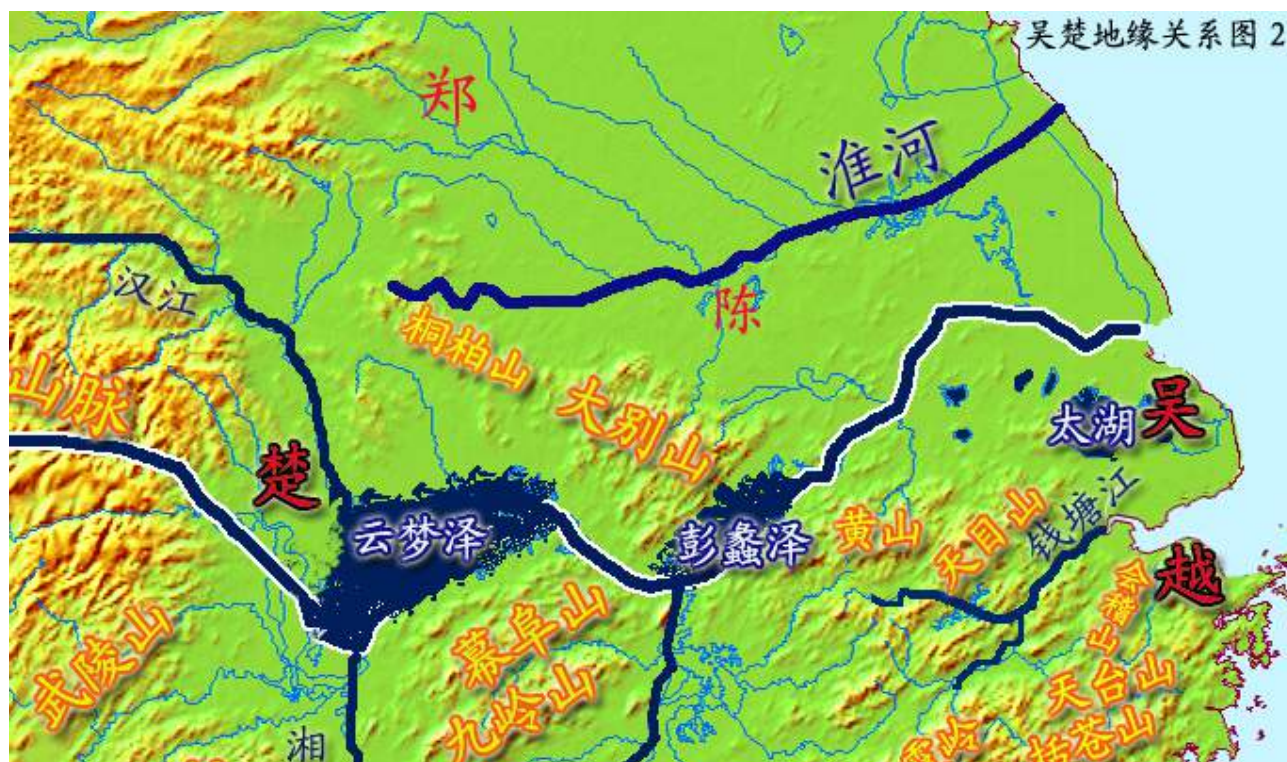 吴楚地缘关系图 2
郑
淮河
汉江
陈
桐柏山
山脉
大别山
吴
太湖
楚
云梦泽
彭蠡泽
黄山
天目山
钱塘江
越
会稽山
幕阜山
武陵山
九岭山
天台山
括苍山
湘